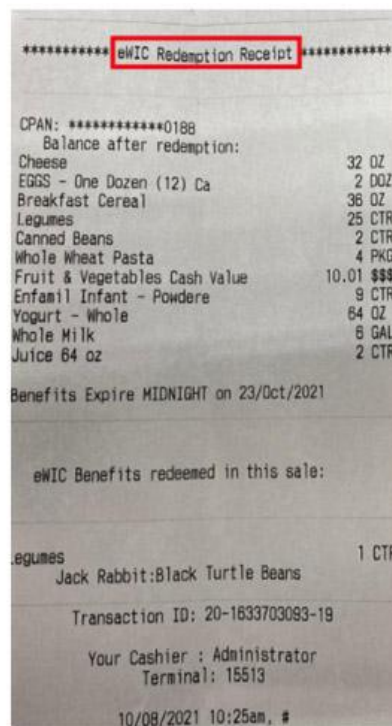 *********** eWIC Redemption Receipt ************
CPAN: ************0188
Balance after redemption:
Cheese 32 OZ
EGGS - One Dozen (12) Ca 2 DOZ
Breakfast Cereal 36 OZ
Legumes 25 CTR
Canned Beans 2 CTR
Whole Wheat Pasta 4 PKG
Fruit & Vegetables Cash Value 10.01 $$$
Enfamil Infant - Powdere 9 CTR
Yogurt - Whole 64 OZ
Whole Milk 6 GAL
Juice 64 oz 2 CTR
Benefits Expire MIDNIGHT on 23/Oct/2021
eWIC Benefits redeemed in this sale:
egumes 1 CTR
Jack Rabbit:Black Turtle Beans
Transaction ID: 20-1633703093-19
Your Cashier : Administrator
Terminal: 15513
10/08/2021 10:25am, #